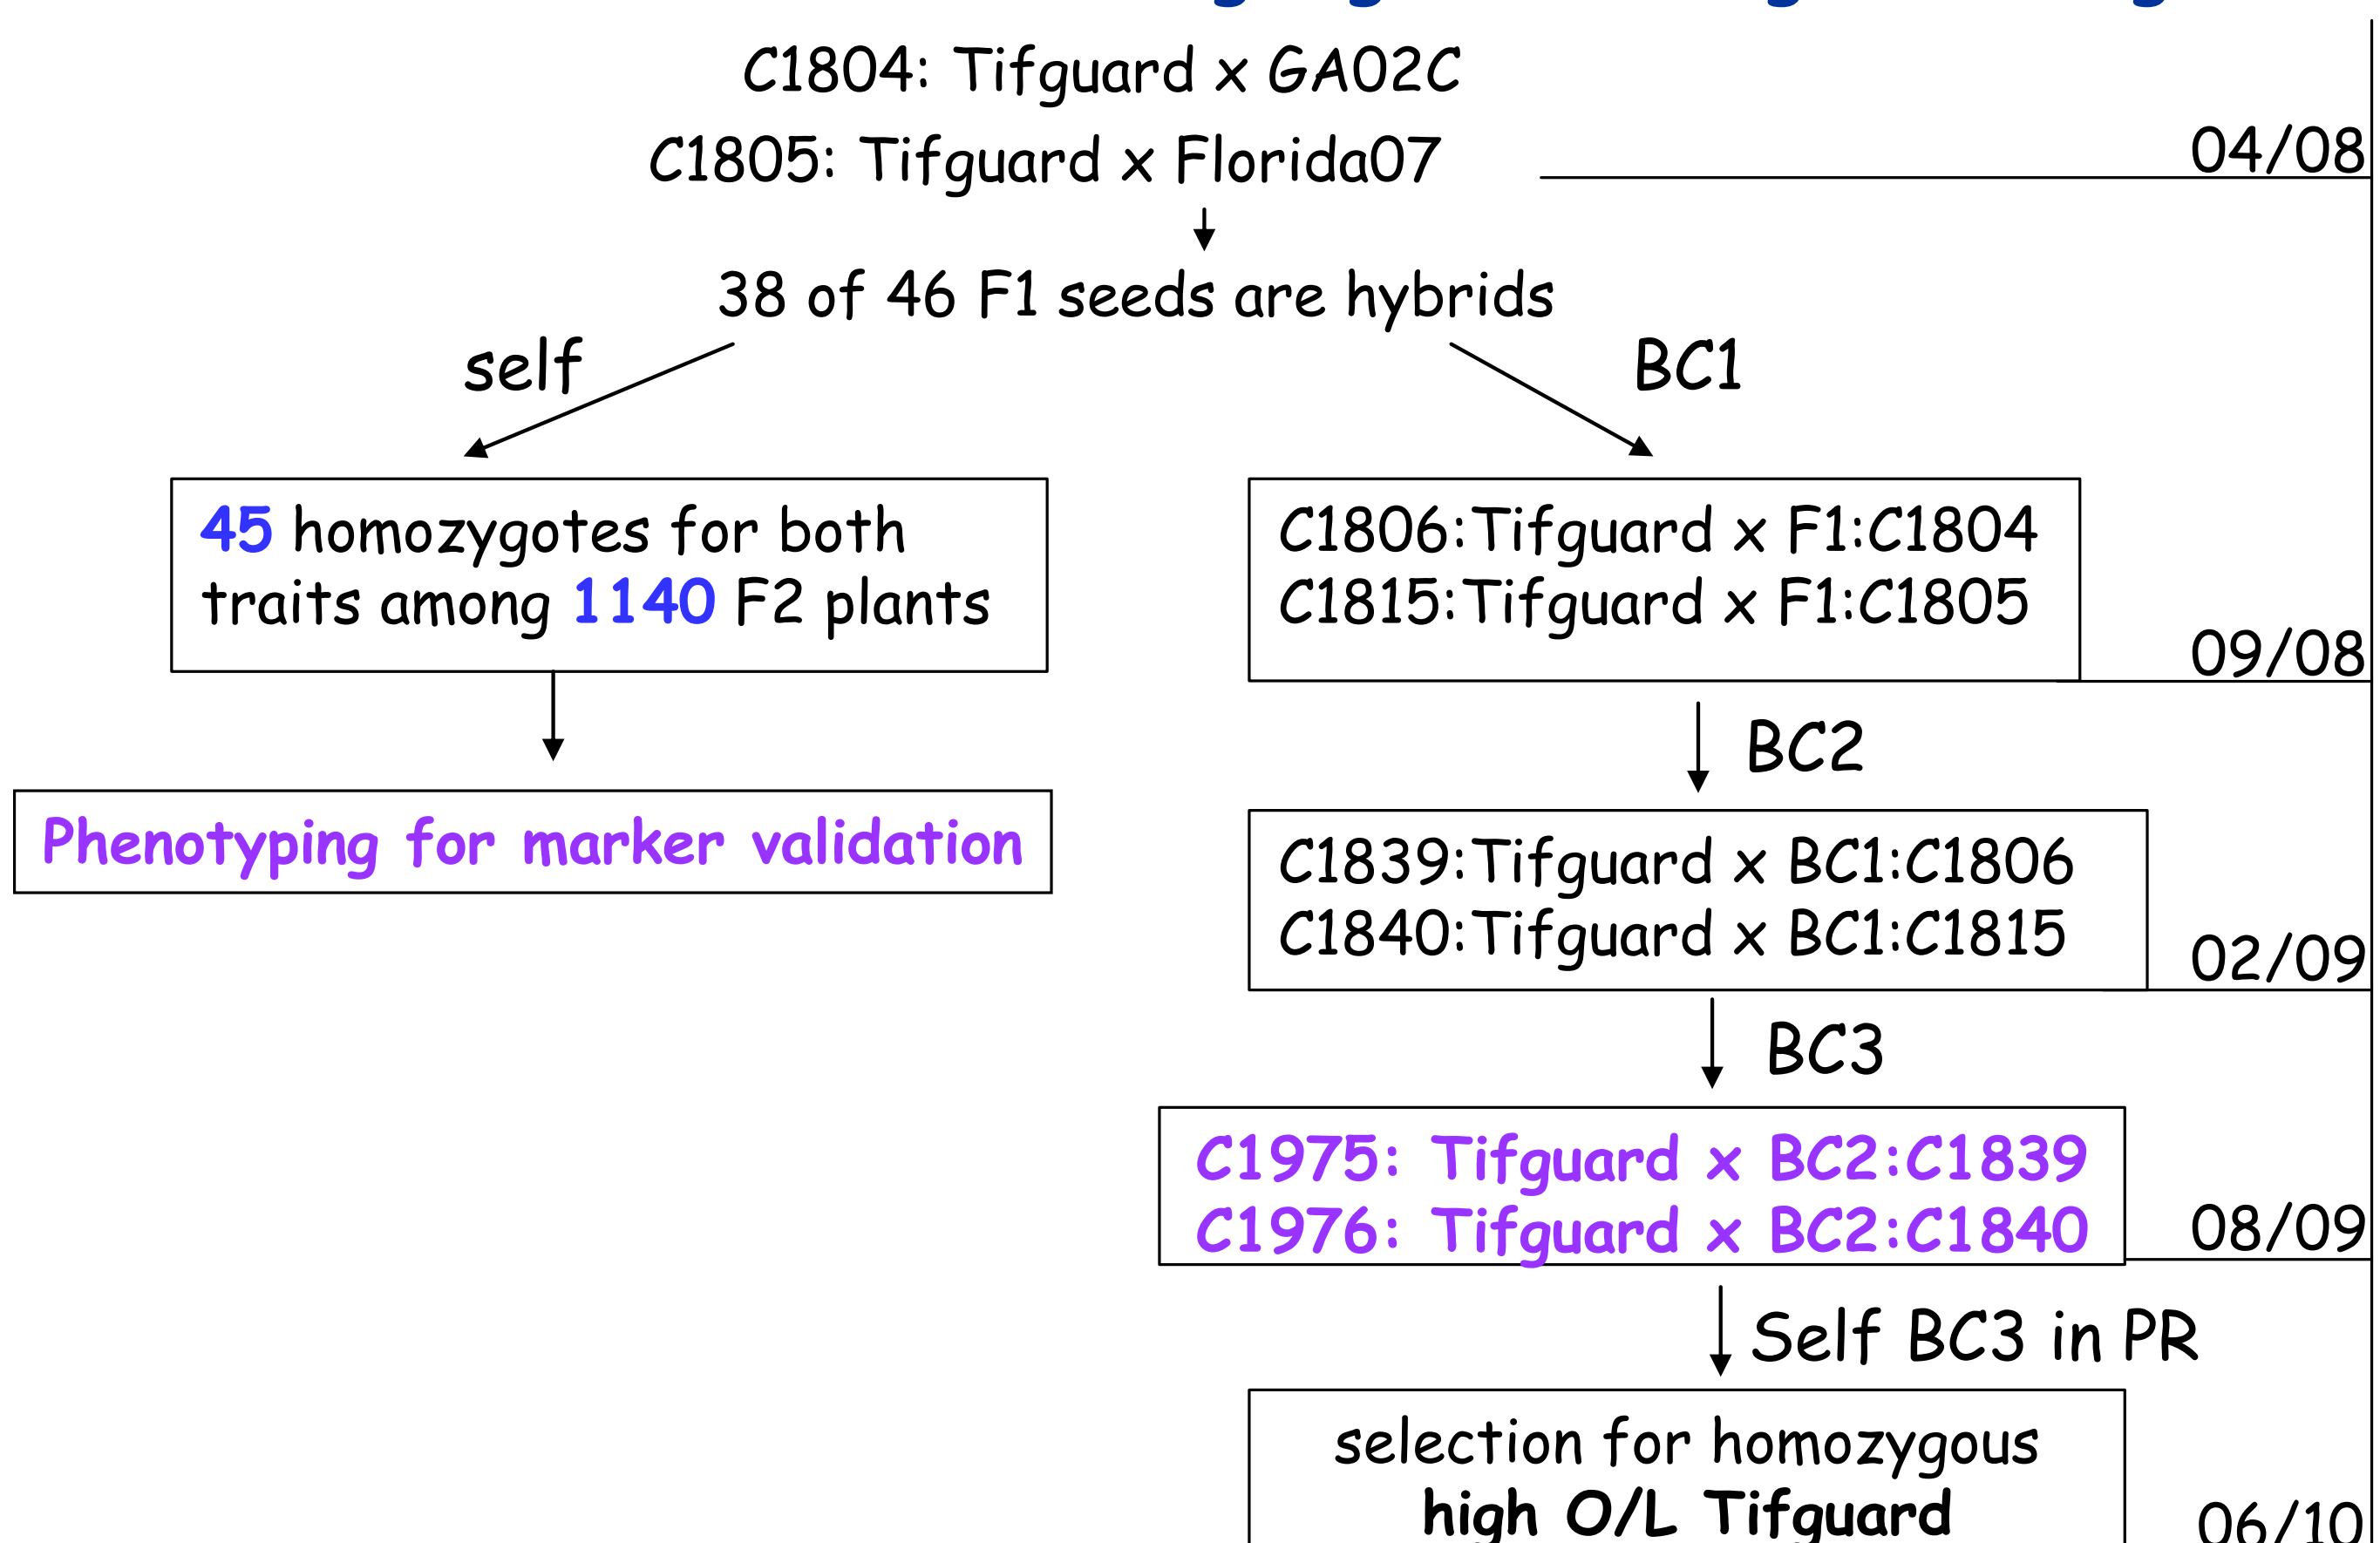 C1804: Tifguard x GA02C
C1805: Tifguard x Florida07
04/08
38 of 46 F1 seeds are hybrids
self
BC1
45 homozygotes for both
traits among 1140 F2 plants
C1806:Tifguard x F1:C1804
C1815:Tifguard x F1:C1805
09/08
BC2
Phenotyping for marker validation
C1839:Tifguard x BC1:C1806
C1840:Tifguard x BC1:C1815
02/09
BC3
C1975: Tifguard x BC2:C1839
C1976: Tifguard x BC2:C1840
08/09
Self BC3 in PR
selection for homozygous
high O/L Tifguard
06/10